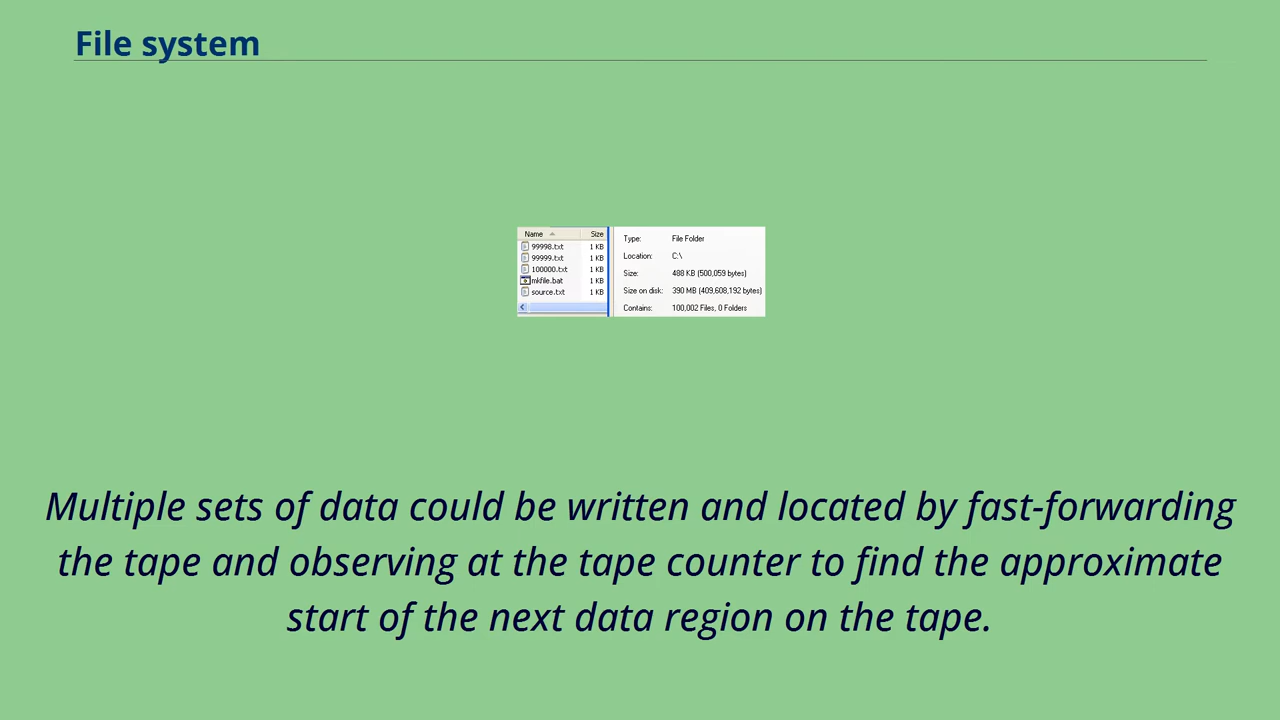 File system
Name Size
99998.txt 1 KB
99999.txt 1 KB
100000.txt 1 KB
mkfile.bat 1 KB
source.txt 1 KB
Type: File Folder
Location: C:\
Size: 488 KB (500,059 bytes)
Size on disk: 390 MB (409,608,192 bytes)
Contains: 100,002 Files, 0 Folders
Multiple sets of data could be written and located by fast-forwarding
the tape and observing at the tape counter to find the approximate
start of the next data region on the tape.